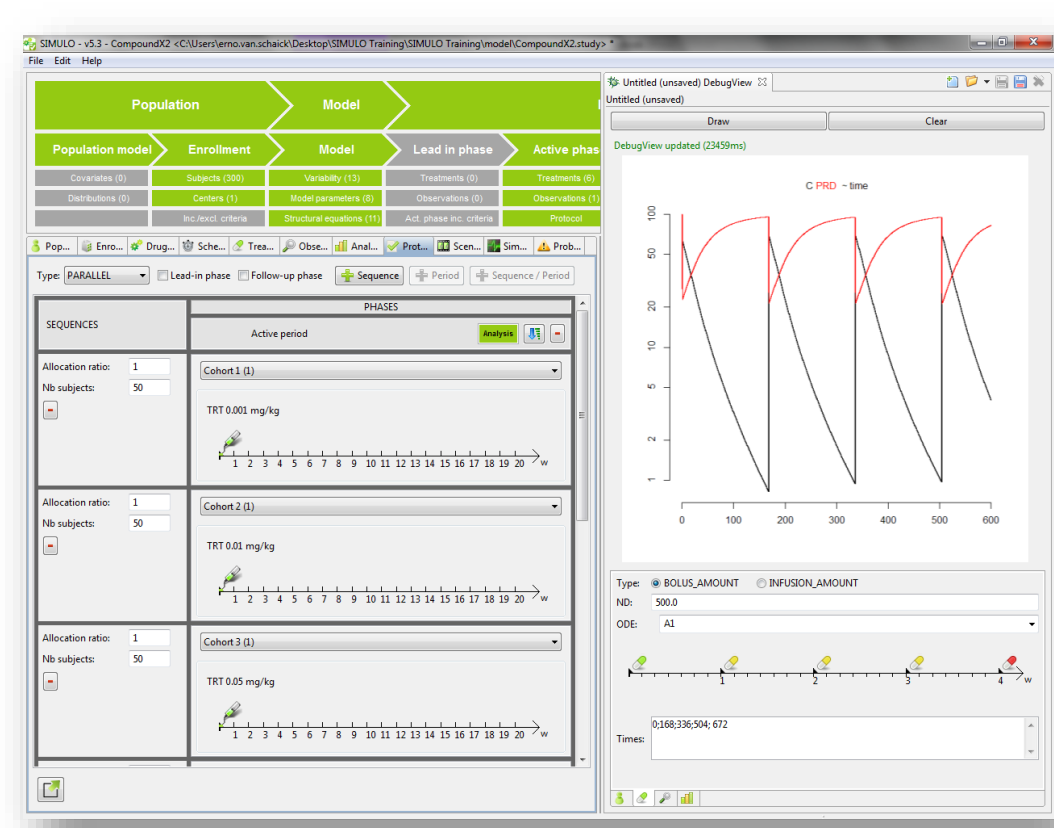 SIMULO - v5.3 - CompoundX2 <C:\Users\erno.van.schaick\Desktop\SIMULO Training\SIMULO Training\model\CompoundX2.study> *
File Edit Help
Population Model
Population model Enrollment Model Lead in phase Active phas
Covariates (0) Subjects (300) Variability (13) Treatments (0) Treatments (6)
Distributions (0) Centers (1) Model parameters (8) Observations (0) Observations (1)
Inc./excl. criteria Structural equations (11) Act. phase inc. criteria Protocol
Pop... Enro... Drug... Sche... Trea... Obse... Anal... Prot... Scen... Sim... Prob...
Type: PARALLEL Lead-in phase Follow-up phase Sequence Period Sequence / Period
SEQUENCES
PHASES
Active period Analysis
Allocation ratio: 1
Nb subjects: 50
Cohort 1 (1)
TRT 0.001 mg/kg
1 2 3 4 5 6 7 8 9 10 11 12 13 14 15 16 17 18 19 20 w
Allocation ratio: 1
Nb subjects: 50
Cohort 2 (1)
TRT 0.01 mg/kg
1 2 3 4 5 6 7 8 9 10 11 12 13 14 15 16 17 18 19 20 w
Allocation ratio: 1
Nb subjects: 50
Cohort 3 (1)
TRT 0.05 mg/kg
1 2 3 4 5 6 7 8 9 10 11 12 13 14 15 16 17 18 19 20 w
Untitled (unsaved) DebugView
Untitled (unsaved)
Draw Clear
DebugView updated (23459ms)
C PRD ~ time
100
50
20
10
5
2
1
0 100 200 300 400 500 600
Type: BOLUS_AMOUNT INFUSION_AMOUNT
ND: 500.0
ODE: A1
1 2 3 4 w
Times: 0;168;336;504; 672